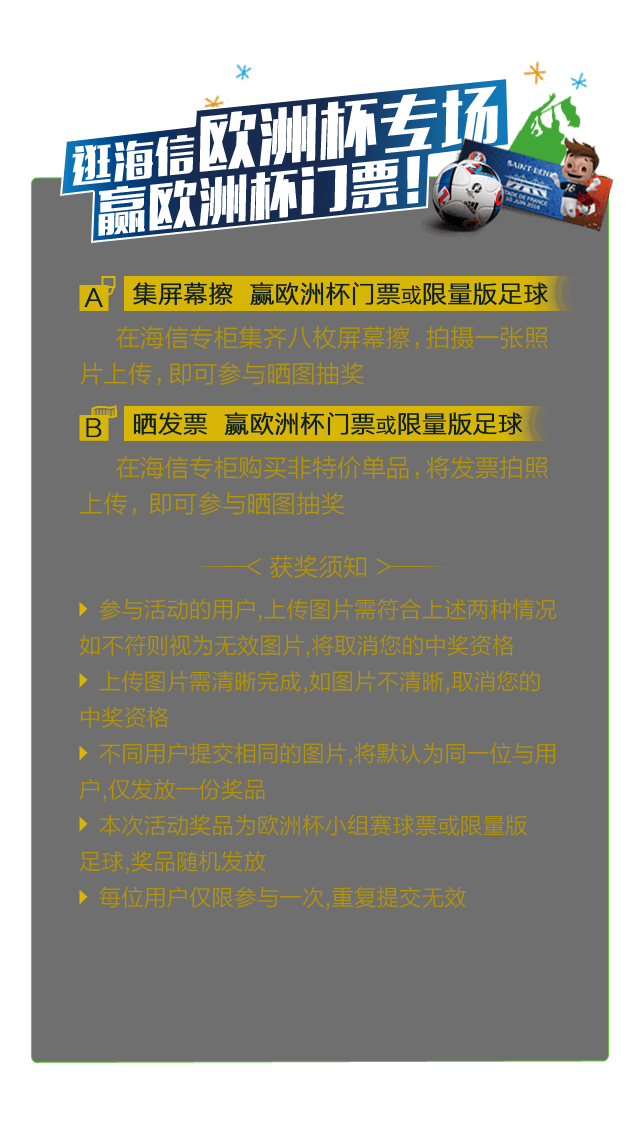 逛海信欧洲杯专场
赢欧洲杯门票!
SAINT-DENIS
STADE DE FRANCE
10 JUIN 2016
A 集屏幕擦 赢欧洲杯门票或限量版足球
在海信专柜集齐八枚屏幕擦,拍摄一张照
片上传,即可参与晒图抽奖
B 晒发票 赢欧洲杯门票或限量版足球
在海信专柜购买非特价单品,将发票拍照
上传,即可参与晒图抽奖
获奖须知
参与活动的用户,上传图片需符合上述两种情况
如不符则视为无效图片,将取消您的中奖资格
上传图片需清晰完成,如图片不清晰,取消您的
中奖资格
不同用户提交相同的图片,将默认为同一位与用
户,仅发放一份奖品
本次活动奖品为欧洲杯小组赛球票或限量版
足球,奖品随机发放
每位用户仅限参与一次,重复提交无效